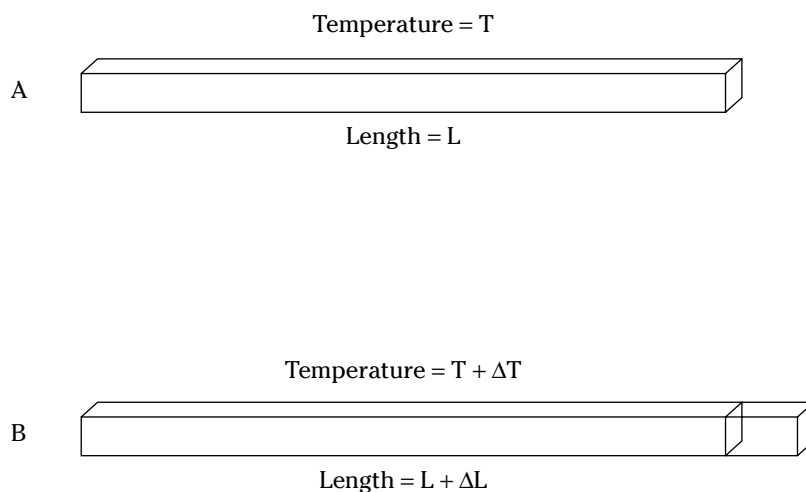 Temperature = T
A
Length = L
Temperature = T + ΔT
B
Length = L + ΔL